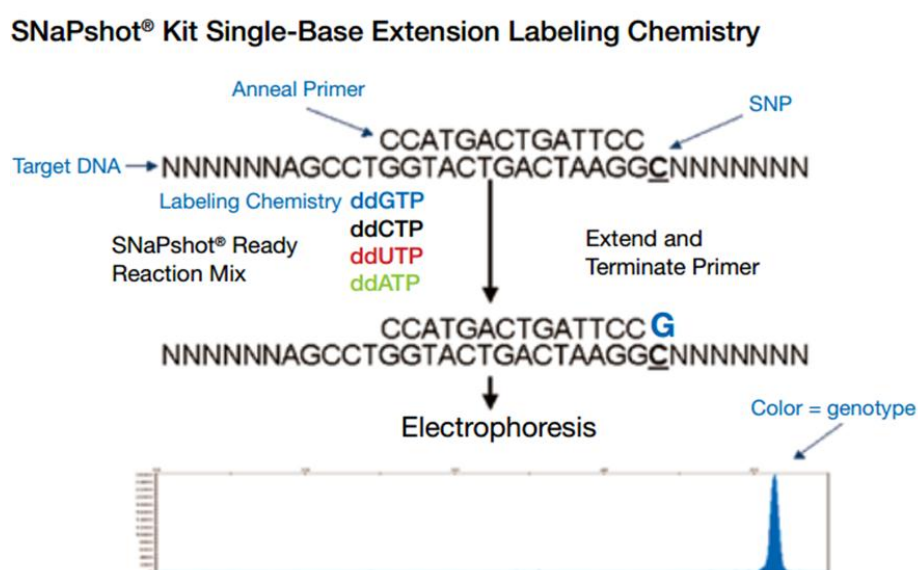 SNaPshot® Kit Single-Base Extension Labeling Chemistry
Anneal Primer
SNP
CCATGACTGATTCC
Target DNA
NNNNNNAGCCTGGTACTGACTAAGGCNNNNNNN
Labeling Chemistry ddGTP
ddCTP
ddUTP
ddATP
SNaPshot® Ready
Reaction Mix
Extend and
Terminate Primer
CCATGACTGATTCC G
NNNNNNAGCCTGGTACTGACTAAGGCNNNNNNN
Electrophoresis
Color = genotype